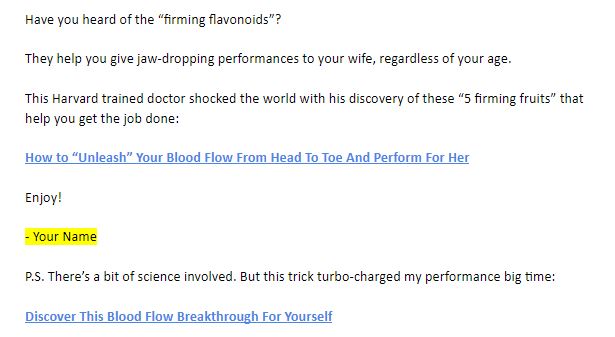 Have you heard of the “firming flavonoids”?
They help you give jaw-dropping performances to your wife, regardless of your age.
This Harvard trained doctor shocked the world with his discovery of these “5 firming fruits” that
help you get the job done:
How to “Unleash” Your Blood Flow From Head To Toe And Perform For Her
Enjoy!
- Your Name
P.S. There’s a bit of science involved. But this trick turbo-charged my performance big time:
Discover This Blood Flow Breakthrough For Yourself